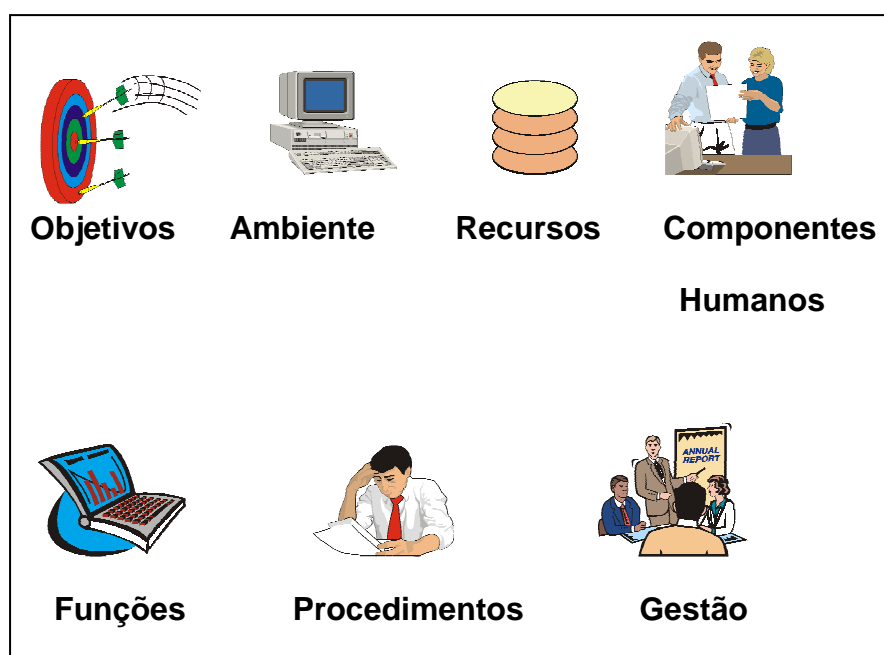 Objetivos Ambiente Recursos Componentes
Humanos
ANNUAL
REPORT
Funções Procedimentos Gestão